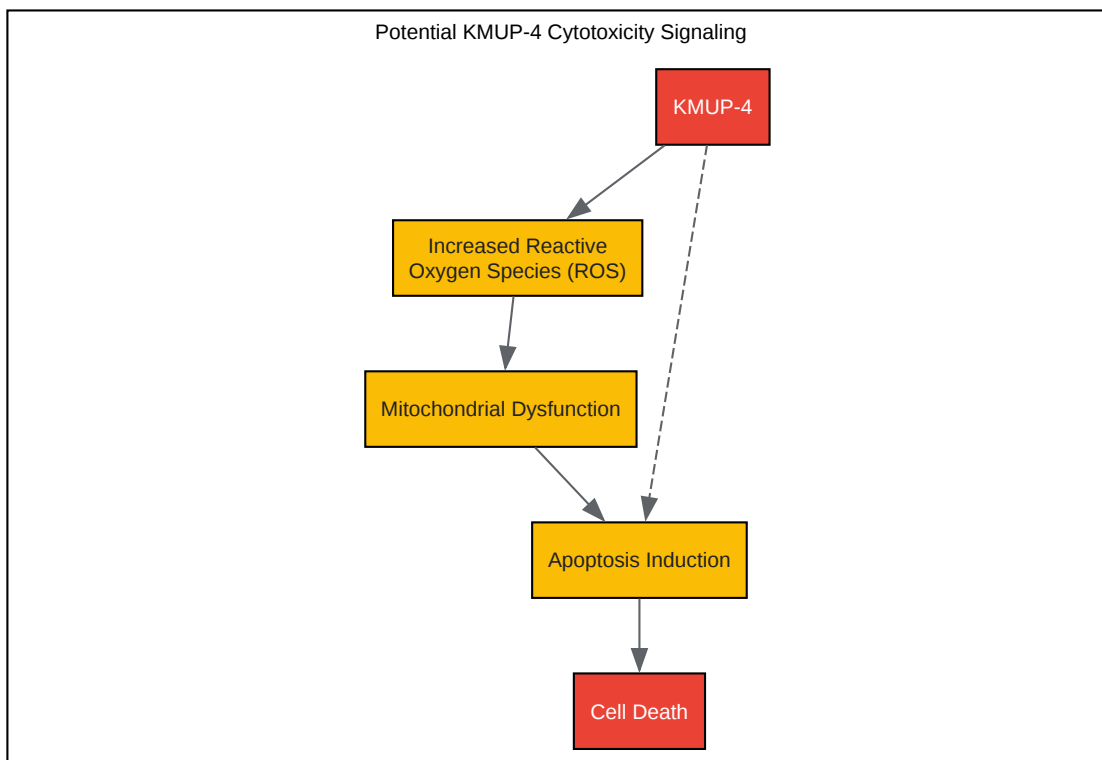 Potential KMUP-4 Cytotoxicity Signaling
KMUP-4
Increased Reactive
Oxygen Species (ROS)
Mitochondrial Dysfunction
Apoptosis Induction
Cell Death